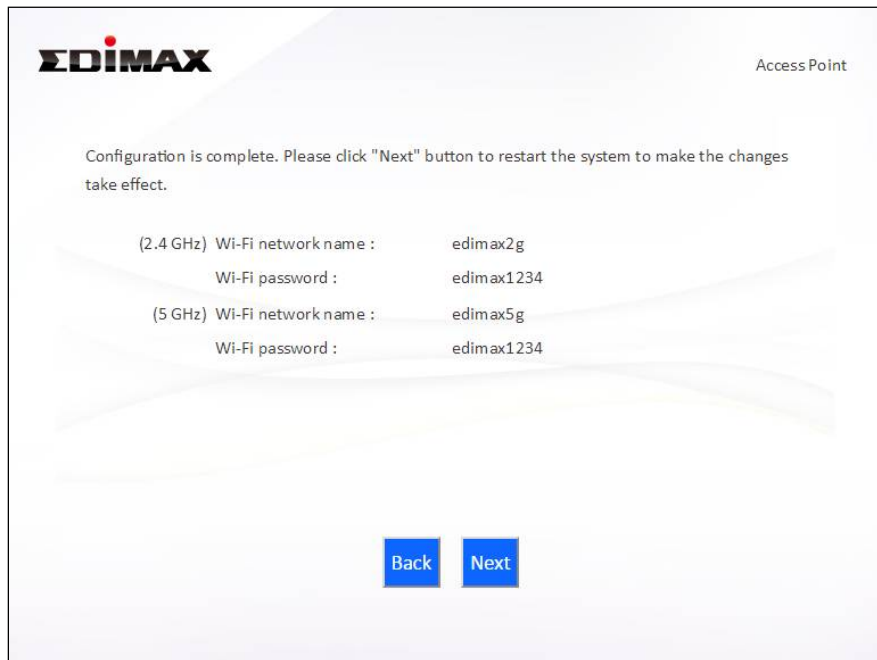 EDIMAX
Access Point
Configuration is complete. Please click "Next" button to restart the system to make the changes
take effect.
(2.4 GHz) Wi-Fi network name : edimax2g
Wi-Fi password : edimax1234
(5 GHz) Wi-Fi network name : edimax5g
Wi-Fi password : edimax1234
Back Next